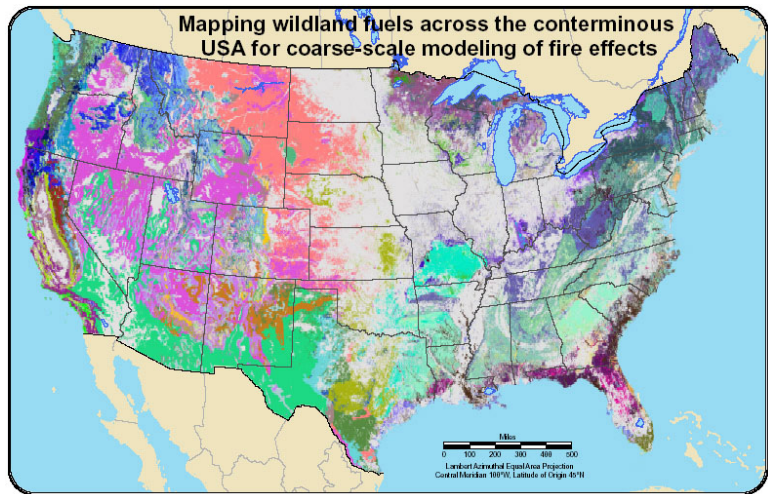 Mapping wildland fuels across the conterminous
USA for coarse-scale modeling of fire effects
Miles
0 100 200 300 400 500
Lambert Azimuthal Equal Area Projection
Central Meridian 100°W, Latitude of Origin 45°N